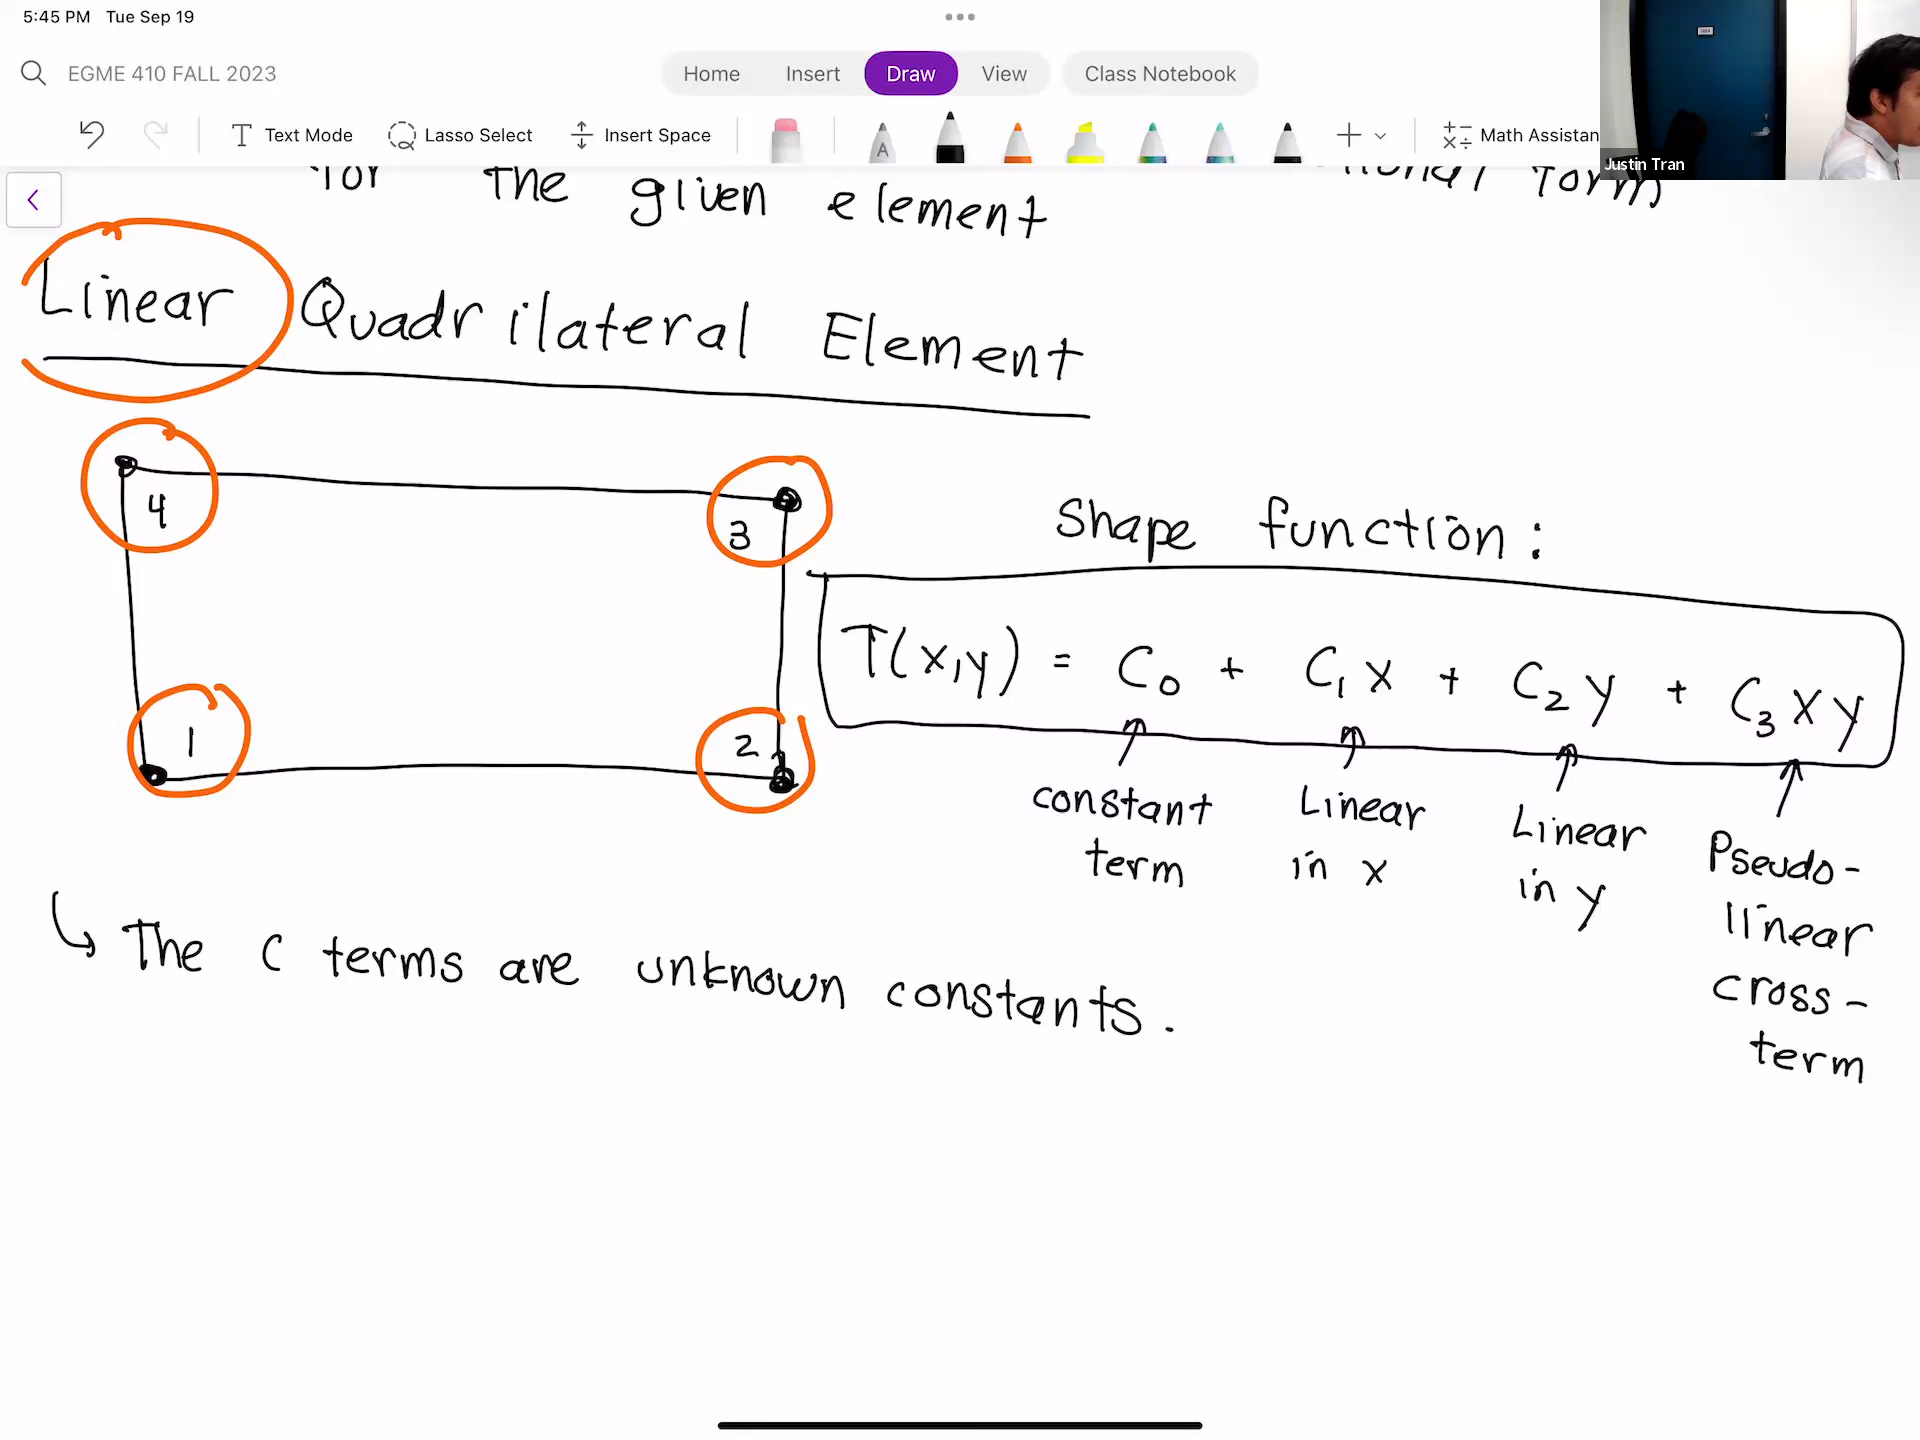 5:45 PM Tue Sep 19
EGME 410 FALL 2023
Home Insert Draw View Class Notebook
Text Mode Lasso Select Insert Space A Math Assistan
Justin Tran
for the given element
form
Linear Quadrilateral Element
4
3
1
2
Shape function:
T(x,y) = C₀ + C₁x + C₂y + C₃xy
constant term
Linear in x
Linear in y
Pseudo-
linear
cross-
term
The C terms are unknown constants.